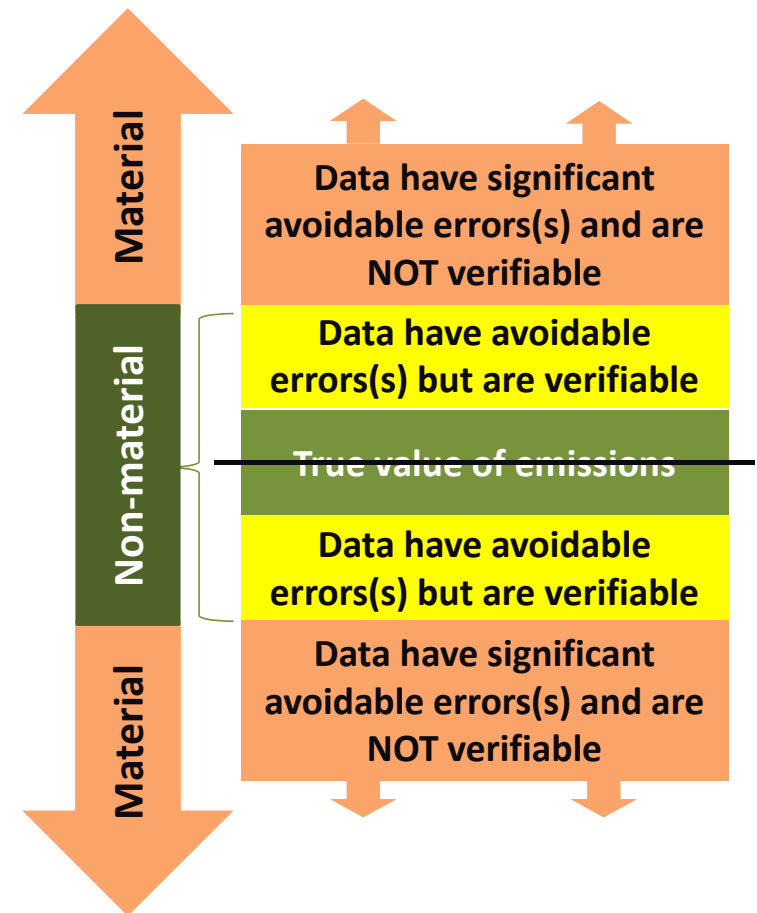 Material
Data have significant
avoidable errors(s) and are
NOT verifiable
Non-material
Data have avoidable
errors(s) but are verifiable
True value of emissions
Data have avoidable
errors(s) but are verifiable
Material
Data have significant
avoidable errors(s) and are
NOT verifiable